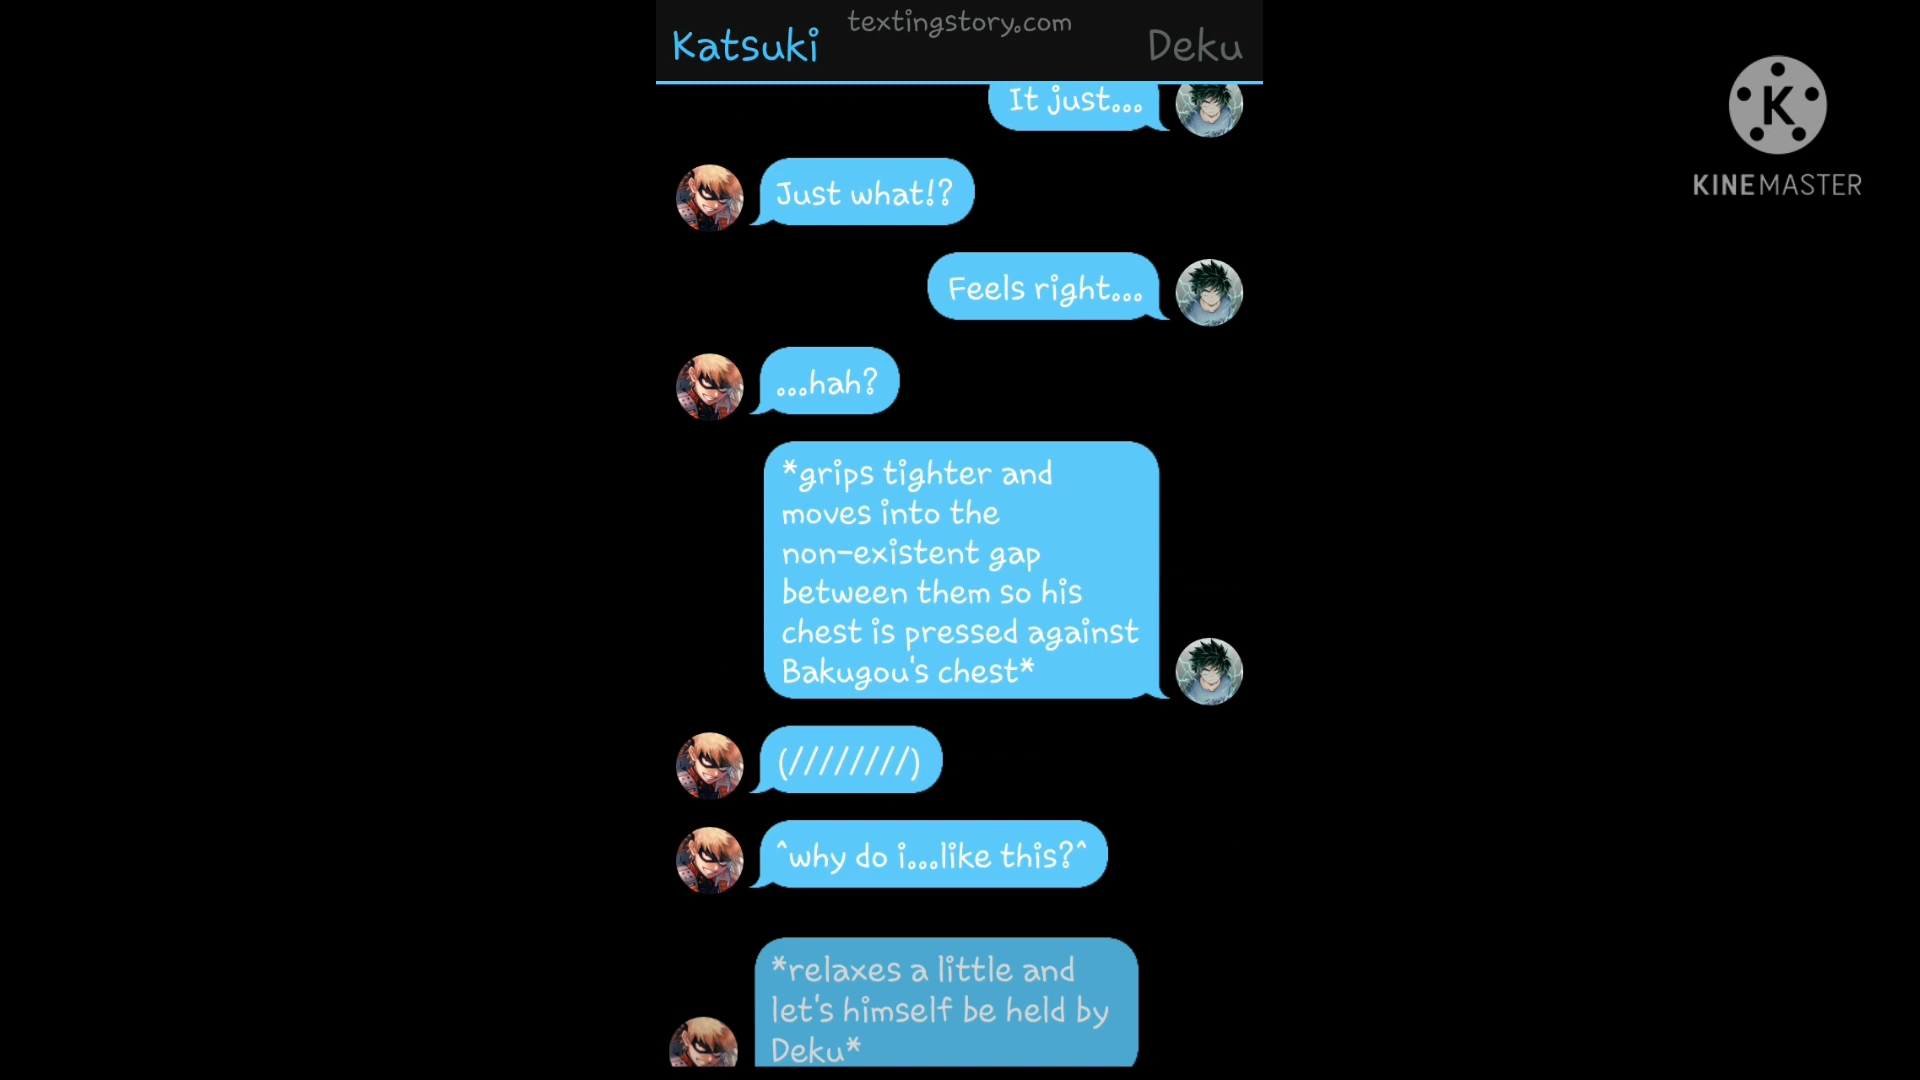 textingstory.com
Katsuki
Deku
It just...
Just what!?
Feels right...
...hah?
*grips tighter and
moves into the
non-existent gap
between them so his
chest is pressed against
Bakugou's chest*
(////////)
^why do i...like this?^
*relaxes a little and
let's himself be held by
Deku*
K
KINEMASTER